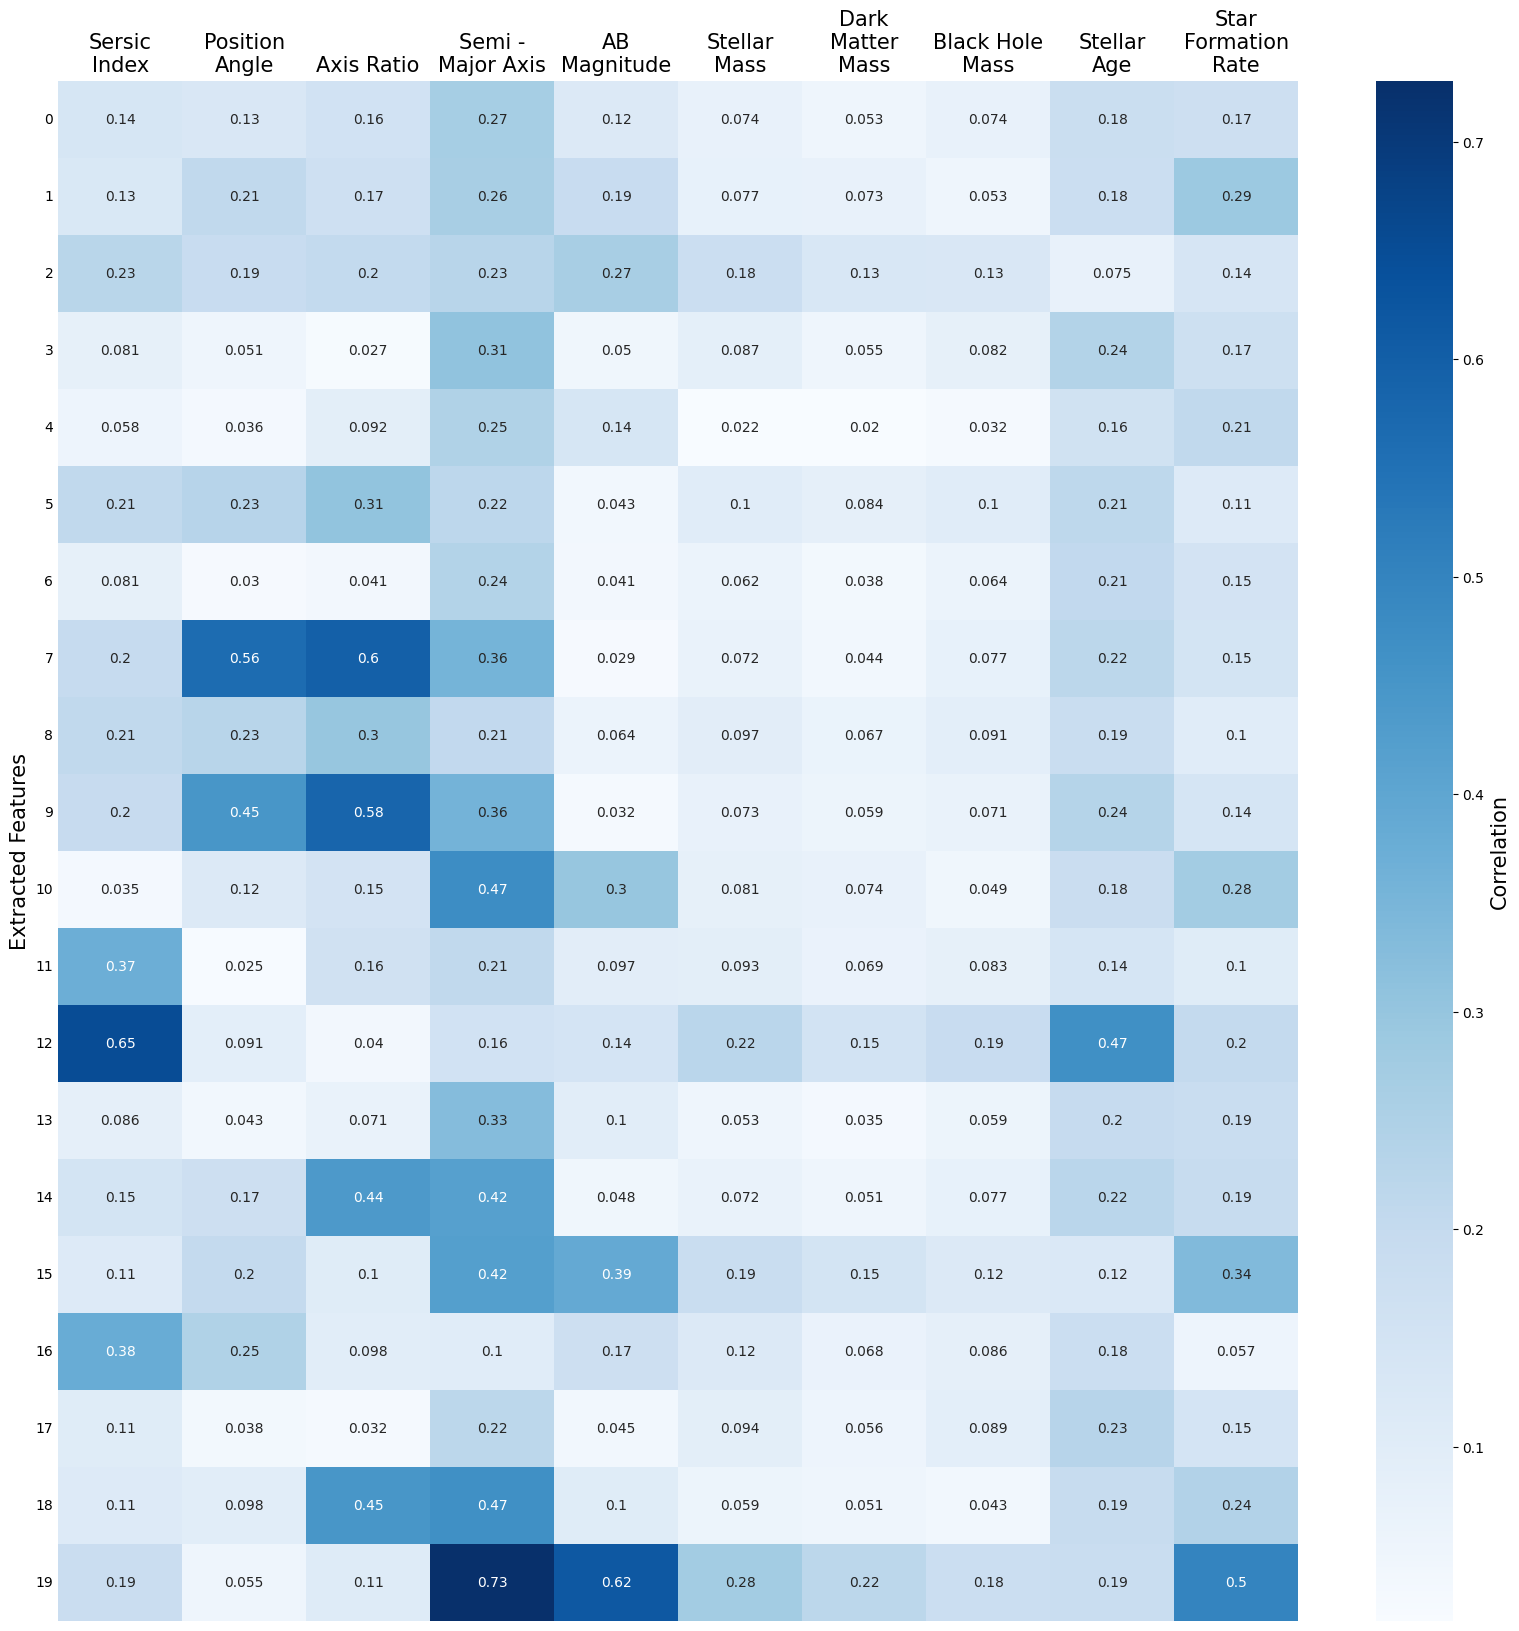 Sersic Index
Position Angle
Axis Ratio
Semi - Major Axis
AB Magnitude
Stellar Mass
Dark Matter Mass
Black Hole Mass
Stellar Age
Star Formation Rate
0 0.14 0.13 0.16 0.27 0.12 0.074 0.053 0.074 0.18 0.17
1 0.13 0.21 0.17 0.26 0.19 0.077 0.073 0.053 0.18 0.29
2 0.23 0.19 0.2 0.23 0.27 0.18 0.13 0.13 0.075 0.14
3 0.081 0.051 0.027 0.31 0.05 0.087 0.055 0.082 0.24 0.17
4 0.058 0.036 0.092 0.25 0.14 0.022 0.02 0.032 0.16 0.21
5 0.21 0.23 0.31 0.22 0.043 0.1 0.084 0.1 0.21 0.11
6 0.081 0.03 0.041 0.24 0.041 0.062 0.038 0.064 0.21 0.15
7 0.2 0.56 0.6 0.36 0.029 0.072 0.044 0.077 0.22 0.15
8 0.21 0.23 0.3 0.21 0.064 0.097 0.067 0.091 0.19 0.1
9 0.2 0.45 0.58 0.36 0.032 0.073 0.059 0.071 0.24 0.14
10 0.035 0.12 0.15 0.47 0.3 0.081 0.074 0.049 0.18 0.28
11 0.37 0.025 0.16 0.21 0.097 0.093 0.069 0.083 0.14 0.1
12 0.65 0.091 0.04 0.16 0.14 0.22 0.15 0.19 0.47 0.2
13 0.086 0.043 0.071 0.33 0.1 0.053 0.035 0.059 0.2 0.19
14 0.15 0.17 0.44 0.42 0.048 0.072 0.051 0.077 0.22 0.19
15 0.11 0.2 0.1 0.42 0.39 0.19 0.15 0.12 0.12 0.34
16 0.38 0.25 0.098 0.1 0.17 0.12 0.068 0.086 0.18 0.057
17 0.11 0.038 0.032 0.22 0.045 0.094 0.056 0.089 0.23 0.15
18 0.11 0.098 0.45 0.47 0.1 0.059 0.051 0.043 0.19 0.24
19 0.19 0.055 0.11 0.73 0.62 0.28 0.22 0.18 0.19 0.5
Extracted Features
0.7
0.6
0.5
0.4
0.3
0.2
0.1
Correlation